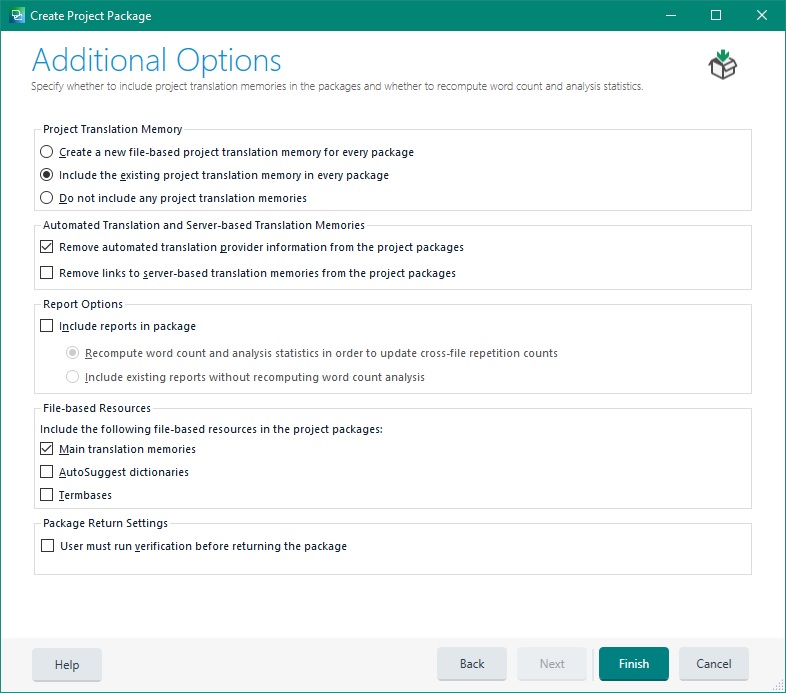 Create Project Package
Additional Options
Specify whether to include project translation memories in the packages and whether to recompute word count and analysis statistics.
Project Translation Memory
Create a new file-based project translation memory for every package
Include the existing project translation memory in every package
Do not include any project translation memories
Automated Translation and Server-based Translation Memories
Remove automated translation provider information from the project packages
Remove links to server-based translation memories from the project packages
Report Options
Include reports in package
Recompute word count and analysis statistics in order to update cross-file repetition counts
Include existing reports without recomputing word count analysis
File-based Resources
Include the following file-based resources in the project packages:
Main translation memories
AutoSuggest dictionaries
Termbases
Package Return Settings
User must run verification before returning the package
Help Back Next Finish Cancel